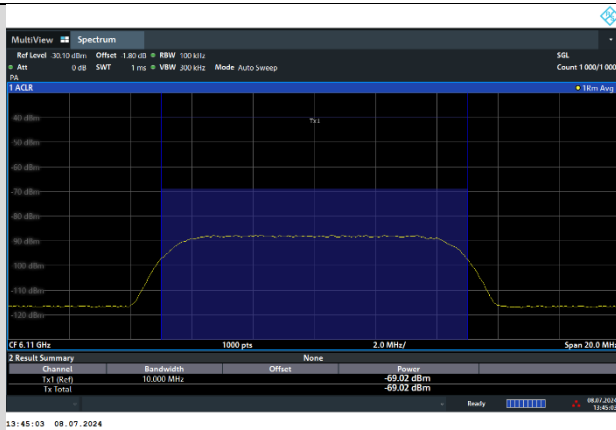 MultiView Spectrum
Ref Level -30.10 dBm Offset -1.80 dB RBW 100 kHz SGL
Att 0 dB SWT 1 ms VBW 300 kHz Mode Auto Sweep Count 1000/1000
PA
1 ACLR 1Rm Avg
-40 dBm
Tx1
-50 dBm
-60 dBm
-70 dBm
-80 dBm
-90 dBm
-100 dBm
-110 dBm
-120 dBm
CF 6.11 GHz 1000 pts 2.0 MHz/ Span 20.0 MHz
2 Result Summary None
Channel Bandwidth Offset Power
Tx1 (Ref) 10.000 MHz -69.02 dBm
Tx Total -69.02 dBm
Ready 08.07.2024
13:45:03
13:45:03 08.07.2024